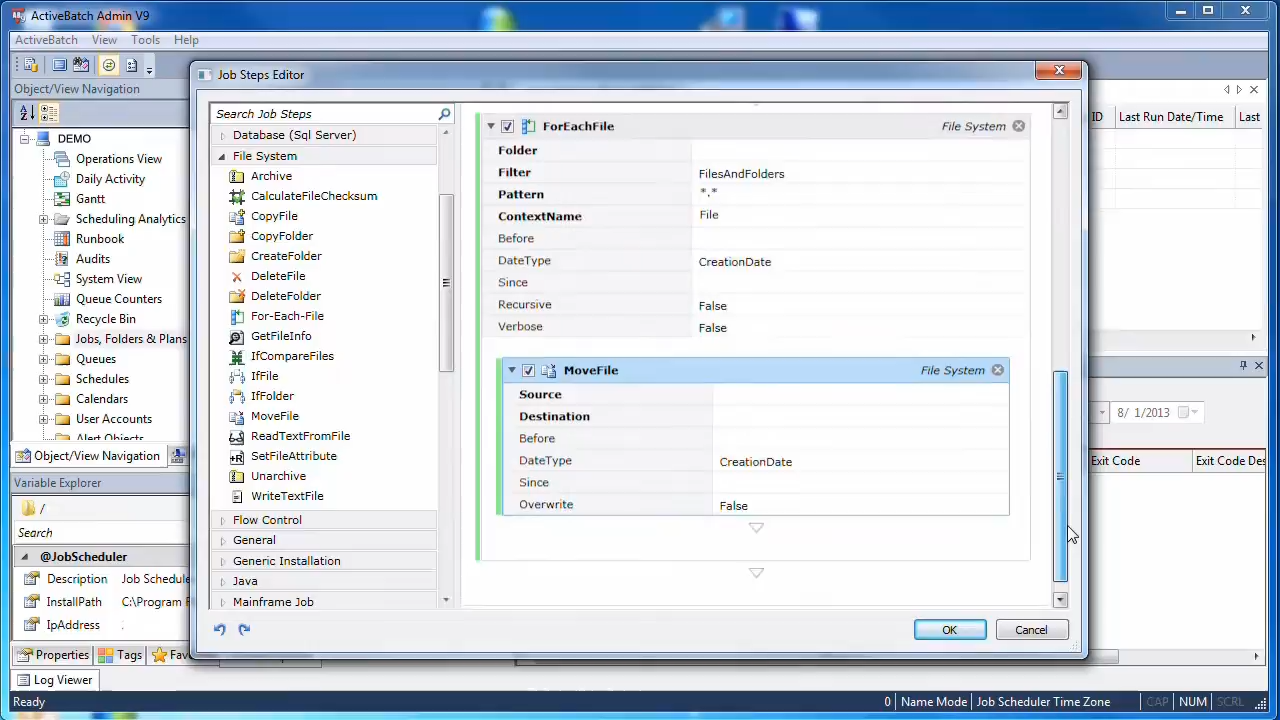 ActiveBatch Admin V9
ActiveBatch View Tools Help
Object/View Navigation
DEMO
Operations View
Daily Activity
Gantt
Scheduling Analytics
Runbook
Audits
System View
Queue Counters
Recycle Bin
Jobs, Folders & Plans
Queues
Schedules
Calendars
User Accounts
Alert Objects
Object/View Navigation
Variable Explorer
/
Search
@JobScheduler
Description Job Schedule
InstallPath C:\Program F
IpAddress
Properties Tags Fav
Log Viewer
Ready
Job Steps Editor
Search Job Steps
Database (Sql Server)
File System
Archive
CalculateFileChecksum
CopyFile
CopyFolder
CreateFolder
DeleteFile
DeleteFolder
For-Each-File
GetFileInfo
IfCompareFiles
IfFile
IfFolder
MoveFile
ReadTextFromFile
SetFileAttribute
Unarchive
WriteTextFile
Flow Control
General
Generic Installation
Java
Mainframe Job
ForEachFile File System
Folder
Filter FilesAndFolders
Pattern *.*
ContextName File
Before
DateType CreationDate
Since
Recursive False
Verbose False
MoveFile File System
Source
Destination
Before
DateType CreationDate
Since
Overwrite False
OK Cancel
ID Last Run Date/Time Last
8/ 1/2013
Exit Code Exit Code Des
0 Name Mode Job Scheduler Time Zone CAP NUM SCRL